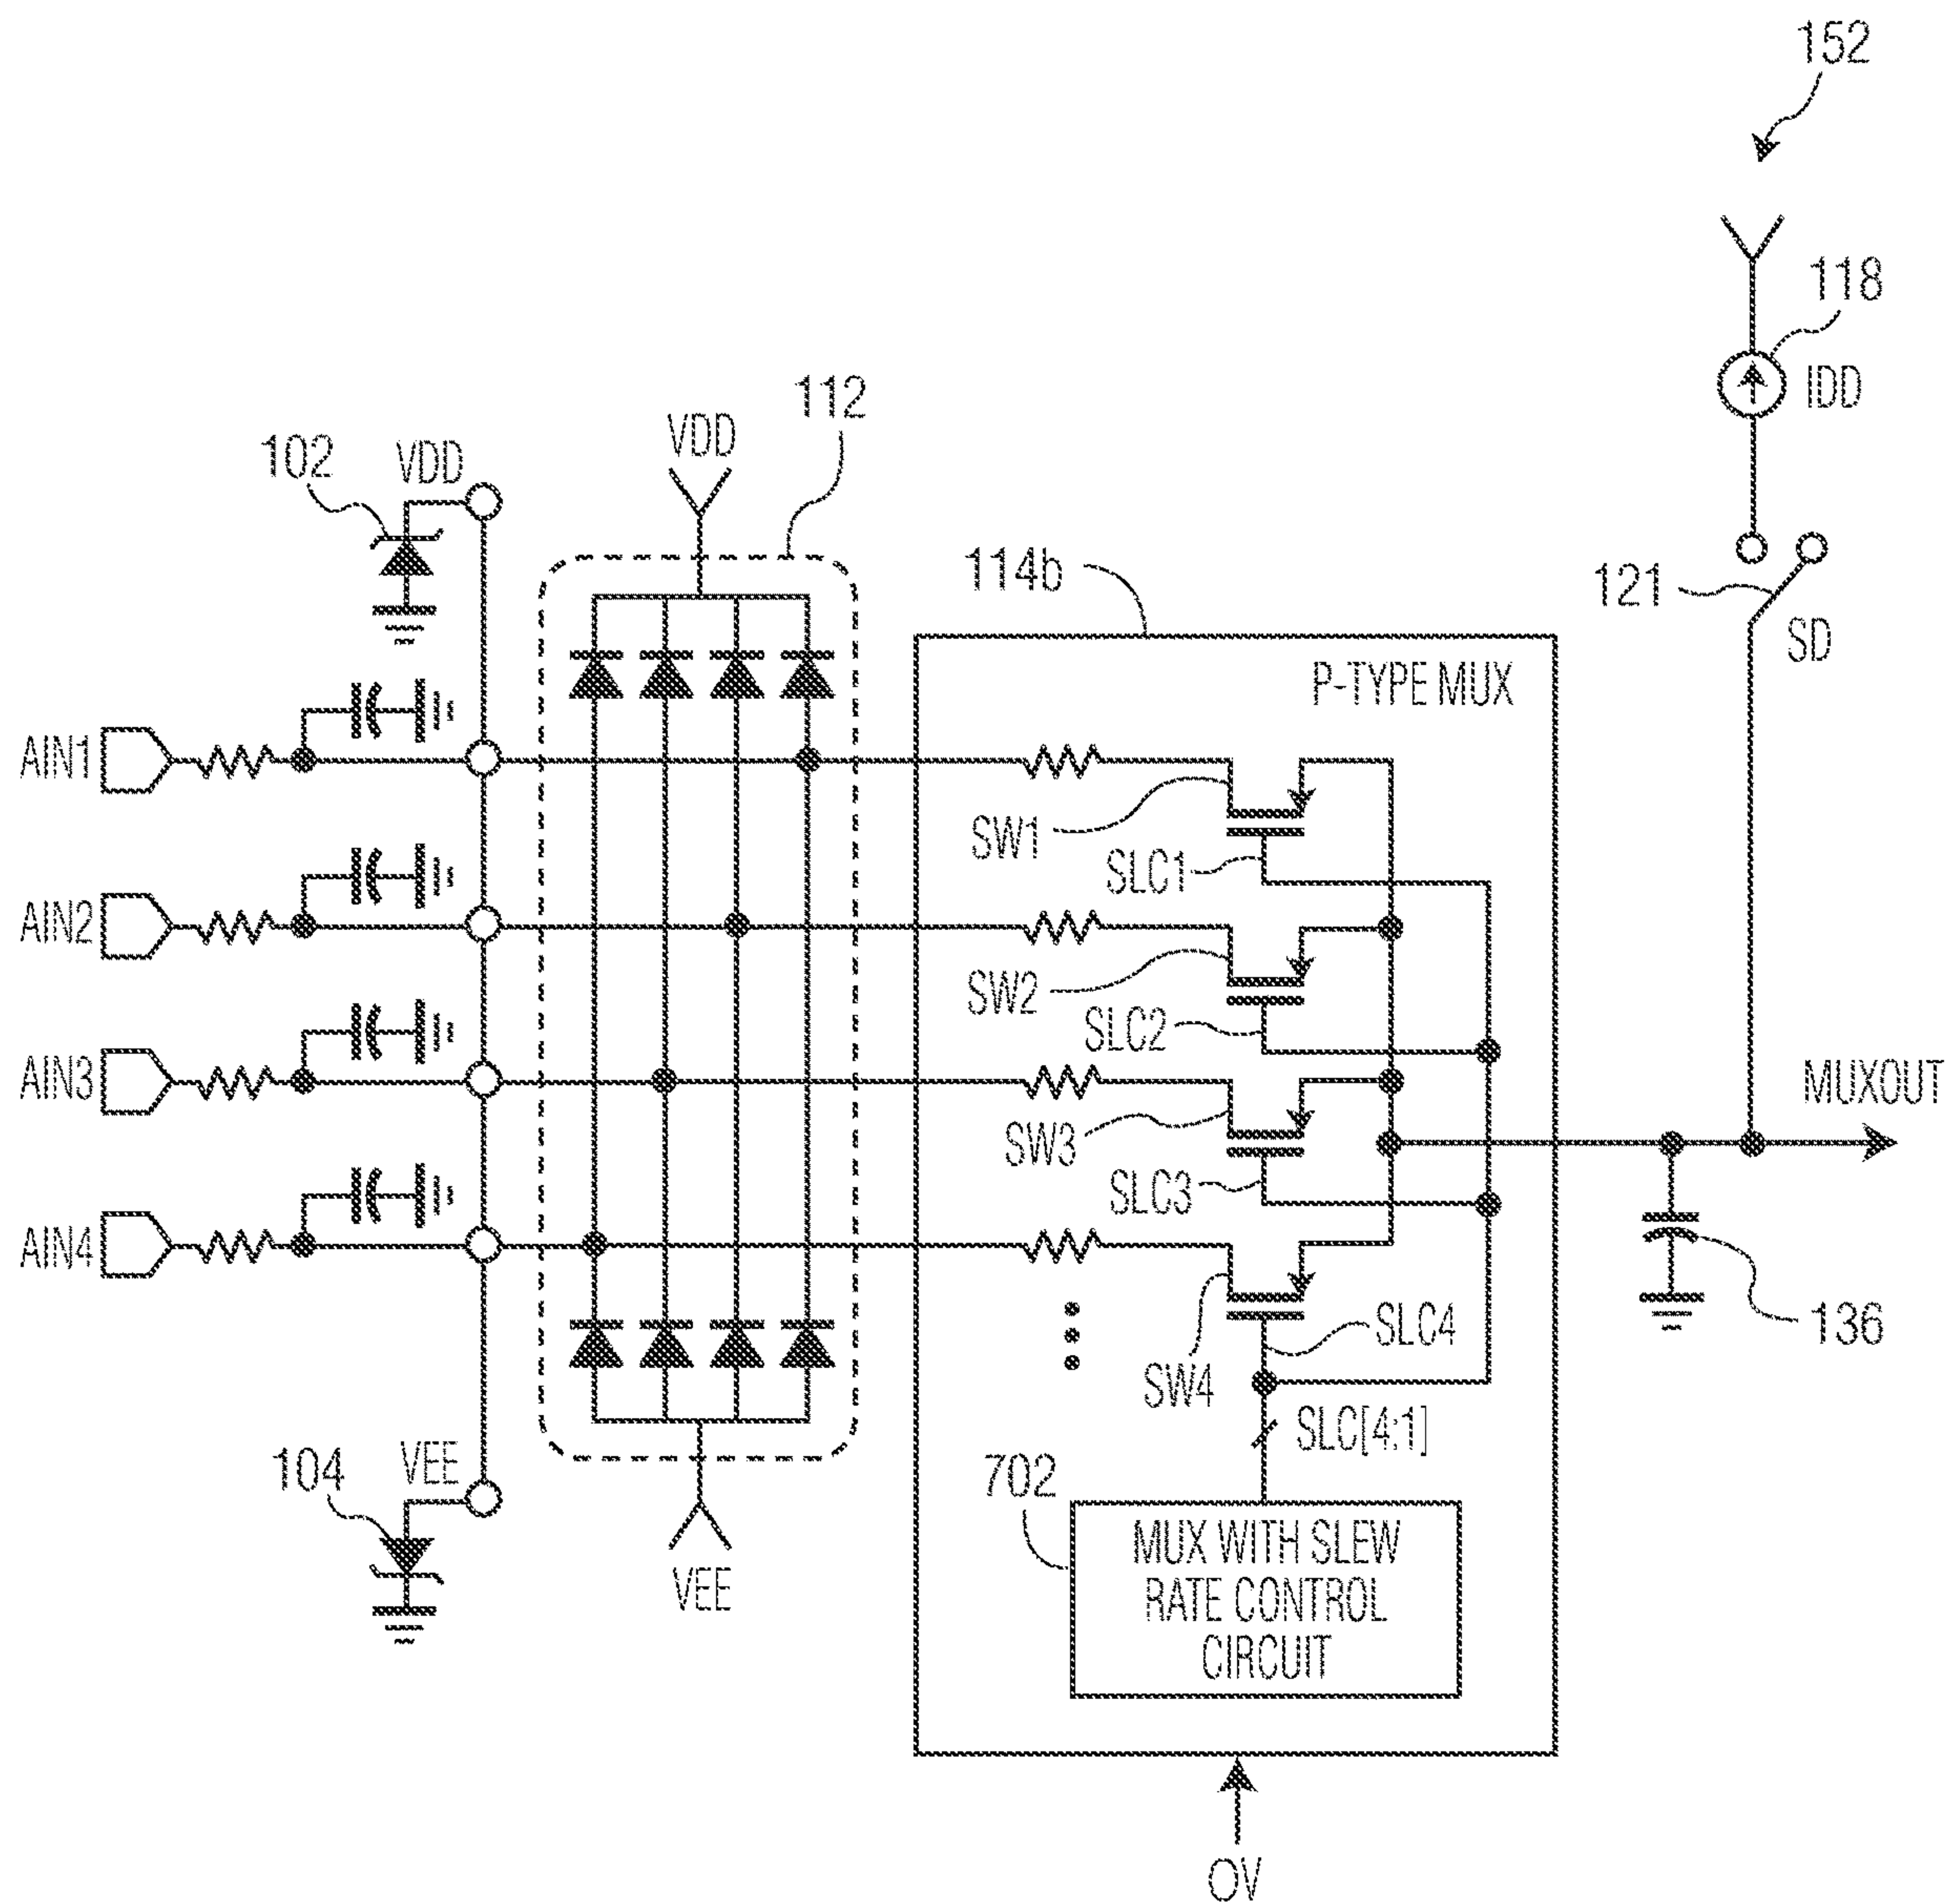 152
118
IDD
112
VDD
102
VDD
114b
121
SD
P-TYPE MUX
AIN1
SW1
SLC1
AIN2
SW2
SLC2
AIN3
MUXOUT
SW3
SLC3
AIN4
SLC4
136
SW4
SLC[4:1]
104
VEE
702
MUX WITH SLEW
RATE CONTROL
CIRCUIT
VEE
OV